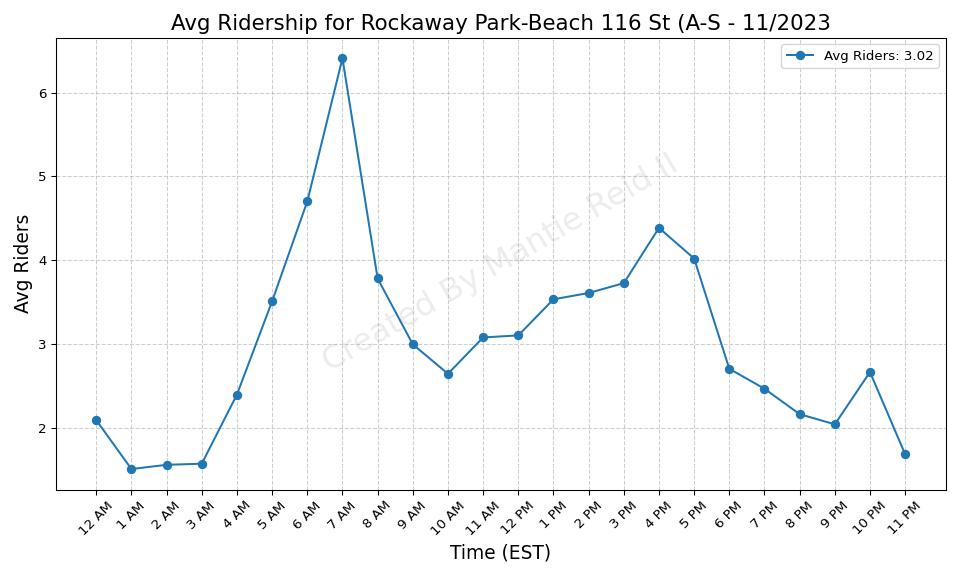 Avg Ridership for Rockaway Park-Beach 116 St (A-S - 11/2023
Avg Riders: 3.02
Avg Riders
6
5
4
3
2
Created By Mantie Reid II
12 AM
1 AM
2 AM
3 AM
4 AM
5 AM
6 AM
7 AM
8 AM
9 AM
10 AM
11 AM
12 PM
1 PM
2 PM
3 PM
4 PM
5 PM
6 PM
7 PM
8 PM
9 PM
10 PM
11 PM
Time (EST)